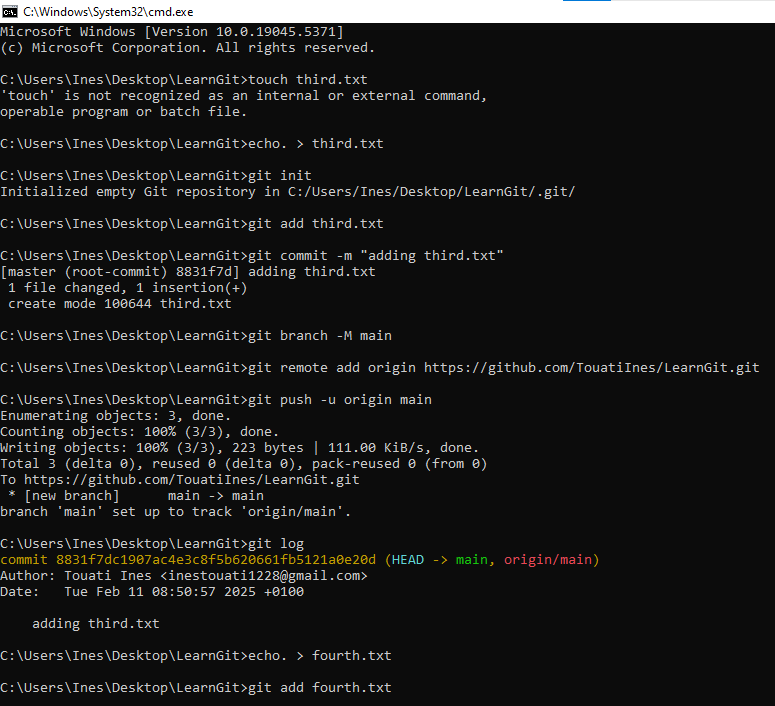 C:\Windows\System32\cmd.exe
Microsoft Windows [Version 10.0.19045.5371]
(c) Microsoft Corporation. All rights reserved.
C:\Users\Ines\Desktop\LearnGit>touch third.txt
'touch' is not recognized as an internal or external command,
operable program or batch file.
C:\Users\Ines\Desktop\LearnGit>echo. > third.txt
C:\Users\Ines\Desktop\LearnGit>git init
Initialized empty Git repository in C:/Users/Ines/Desktop/LearnGit/.git/
C:\Users\Ines\Desktop\LearnGit>git add third.txt
C:\Users\Ines\Desktop\LearnGit>git commit -m "adding third.txt"
[master (root-commit) 8831f7d] adding third.txt
 1 file changed, 1 insertion(+)
 create mode 100644 third.txt
C:\Users\Ines\Desktop\LearnGit>git branch -M main
C:\Users\Ines\Desktop\LearnGit>git remote add origin https://github.com/TouatiInes/LearnGit.git
C:\Users\Ines\Desktop\LearnGit>git push -u origin main
Enumerating objects: 3, done.
Counting objects: 100% (3/3), done.
Writing objects: 100% (3/3), 223 bytes | 111.00 KiB/s, done.
Total 3 (delta 0), reused 0 (delta 0), pack-reused 0 (from 0)
To https://github.com/TouatiInes/LearnGit.git
 * [new branch]      main -> main
branch 'main' set up to track 'origin/main'.
C:\Users\Ines\Desktop\LearnGit>git log
commit 8831f7dc1907ac4e3c8f5b620661fb5121a0e20d (HEAD -> main, origin/main)
Author: Touati Ines <inestouati1228@gmail.com>
Date:   Tue Feb 11 08:50:57 2025 +0100
    adding third.txt
C:\Users\Ines\Desktop\LearnGit>echo. > fourth.txt
C:\Users\Ines\Desktop\LearnGit>git add fourth.txt